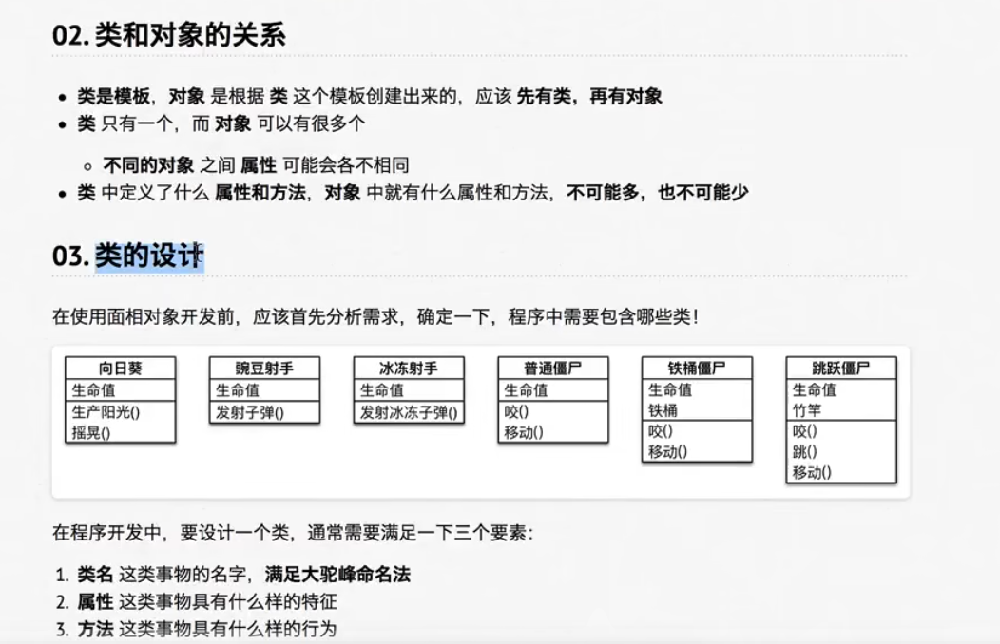 02. 类和对象的关系
• 类是模板，对象 是根据 类 这个模板创建出来的，应该 先有类，再有对象
• 类 只有一个，而 对象 可以有很多个
◦ 不同的对象 之间 属性 可能会各不相同
• 类 中定义了什么 属性和方法，对象 中就有什么属性和方法，不可能多，也不可能少
03. 类的设计
在使用面相对象开发前，应该首先分析需求，确定一下，程序中需要包含哪些类！
向日葵
生命值
生产阳光()
摇晃()
豌豆射手
生命值
发射子弹()
冰冻射手
生命值
发射冰冻子弹()
普通僵尸
生命值
咬()
移动()
铁桶僵尸
生命值
铁桶
咬()
移动()
跳跃僵尸
生命值
竹竿
咬()
跳()
移动()
在程序开发中，要设计一个类，通常需要满足一下三个要素：
1. 类名 这类事物的名字，满足大驼峰命名法
2. 属性 这类事物具有什么样的特征
3. 方法 这类事物具有什么样的行为